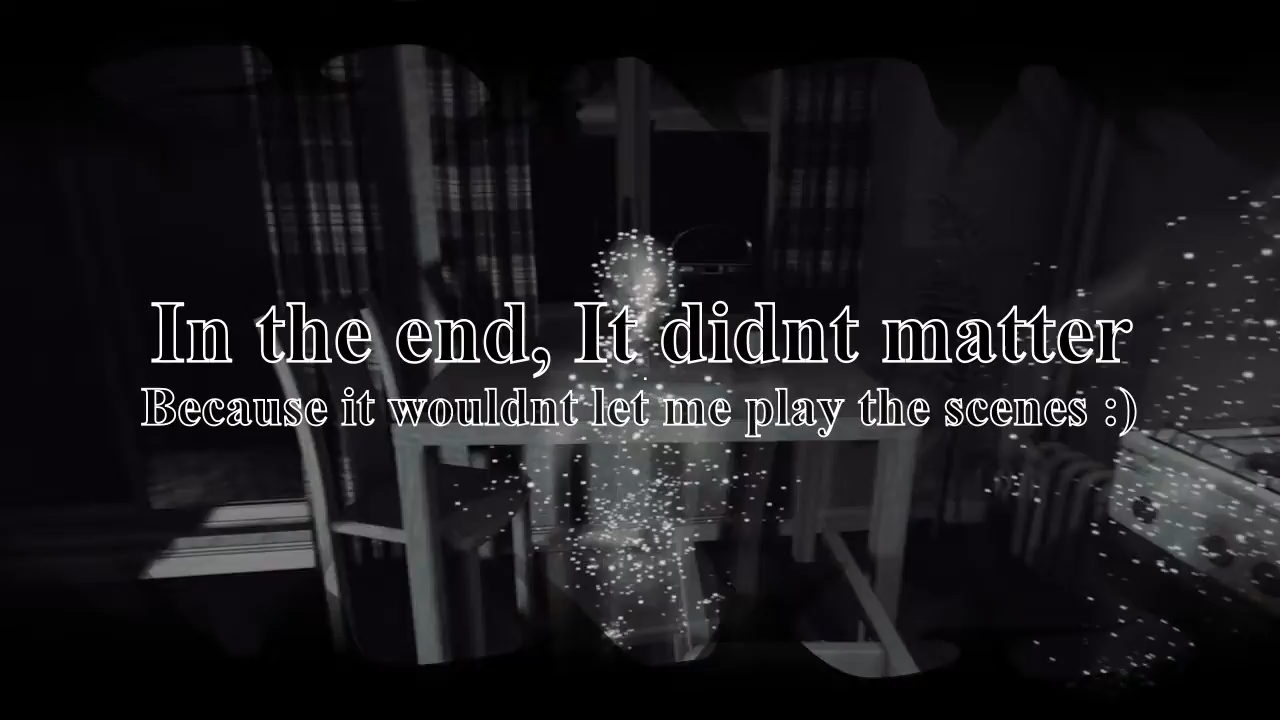 In the end, It didnt matter
Because it wouldnt let me play the scenes :)